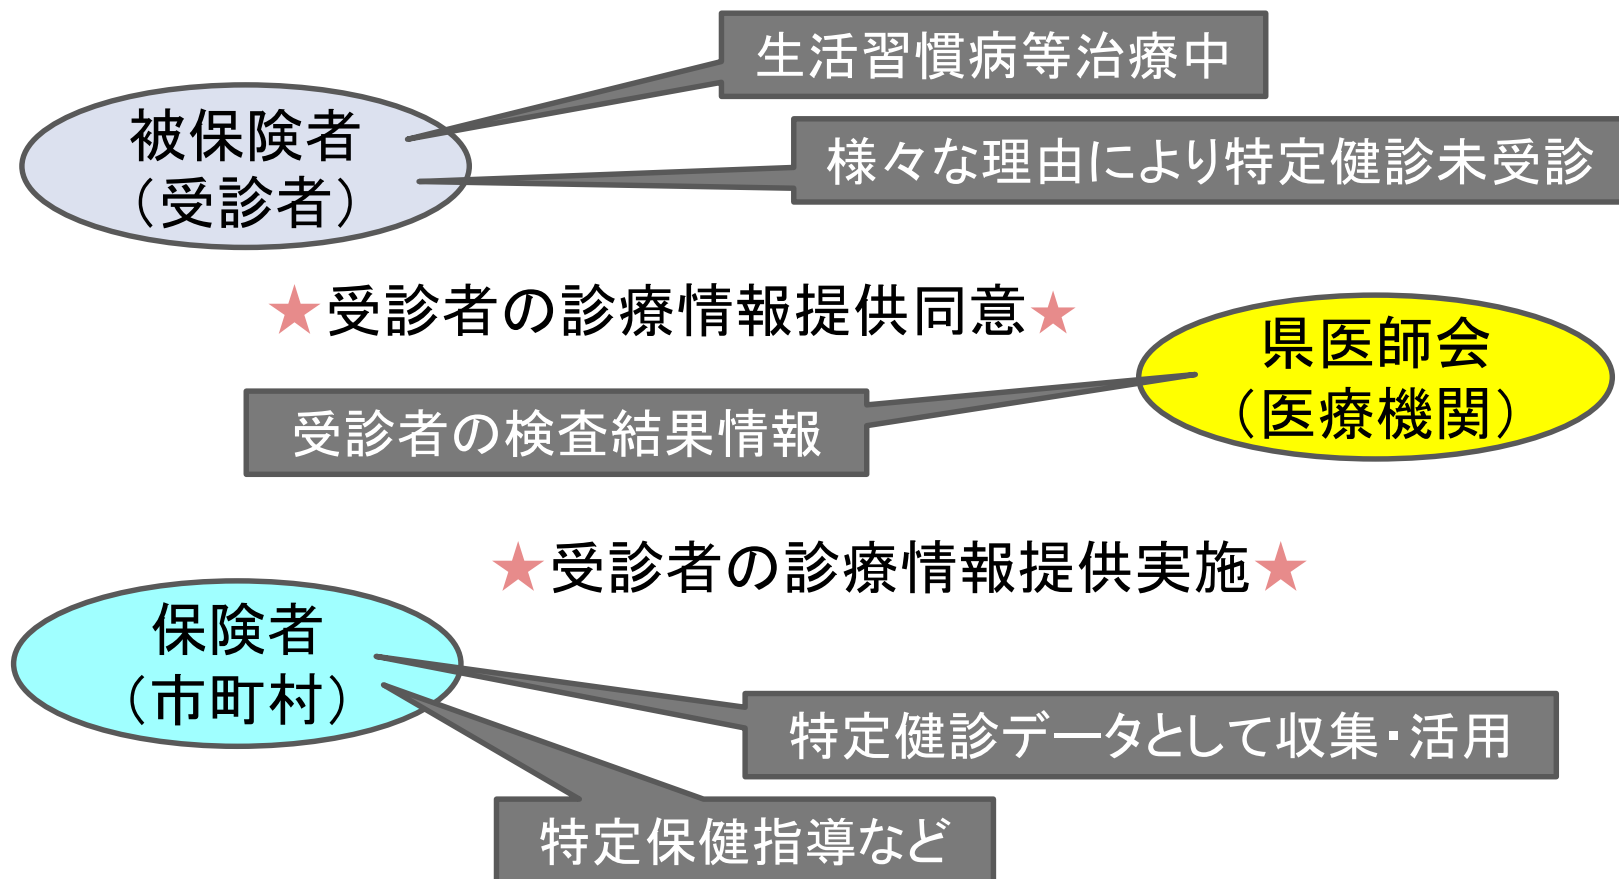 生活習慣病等治療中
被保険者
（受診者）
様々な理由により特定健診未受診
★受診者の診療情報提供同意★
県医師会
（医療機関）
受診者の検査結果情報
★受診者の診療情報提供実施★
保険者
（市町村）
特定健診データとして収集・活用
特定保健指導など